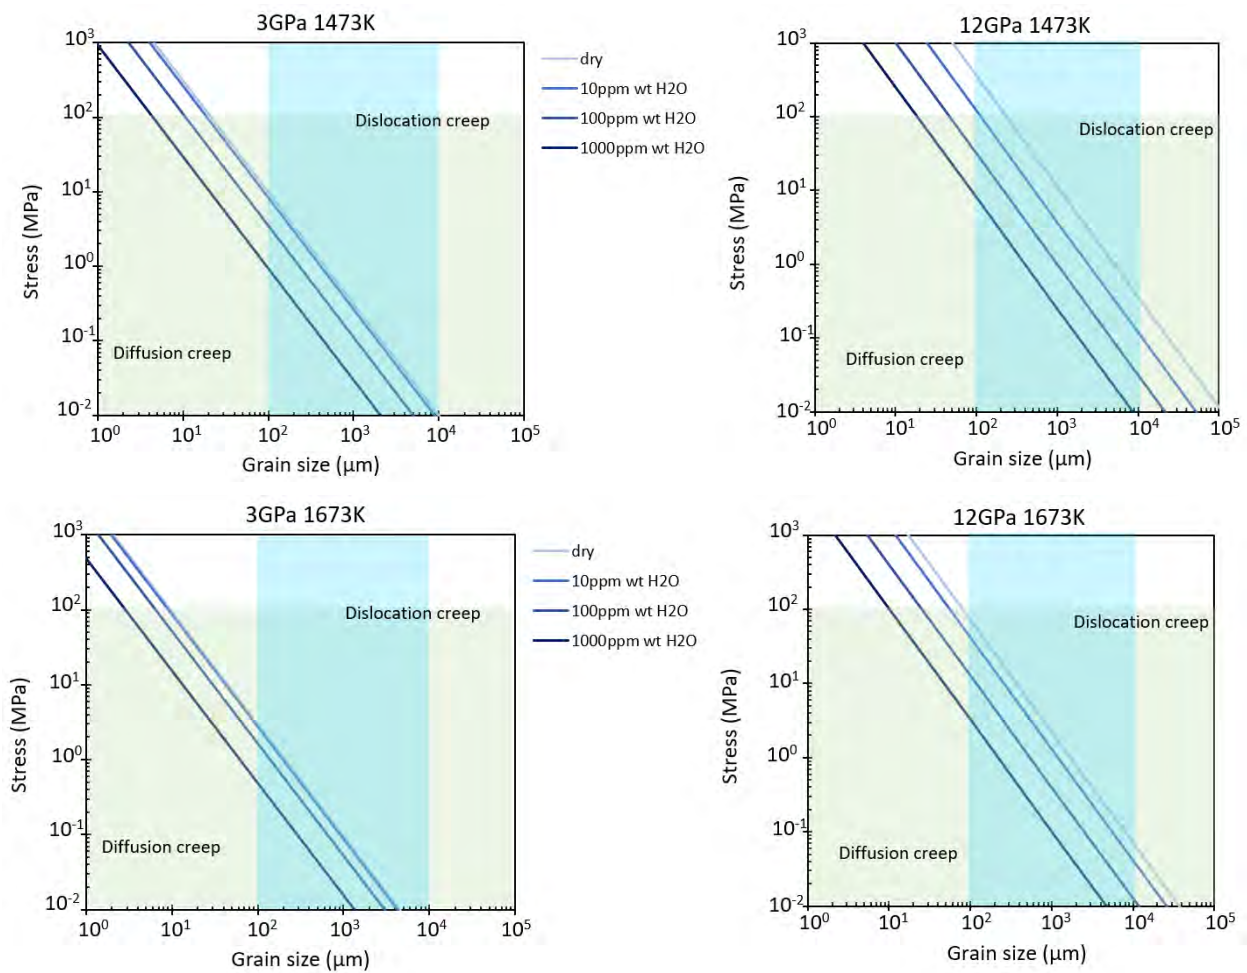 3GPa 1473K
10³
10²
10¹
10⁰
10⁻¹
10⁻²
Stress (MPa)
Dislocation creep
Diffusion creep
10⁰ 10¹ 10² 10³ 10⁴ 10⁵
Grain size (μm)
dry
10ppm wt H2O
100ppm wt H2O
1000ppm wt H2O
12GPa 1473K
10³
10²
10¹
10⁰
10⁻¹
10⁻²
Stress (MPa)
Dislocation creep
Diffusion creep
10⁰ 10¹ 10² 10³ 10⁴ 10⁵
Grain size (μm)
3GPa 1673K
10³
10²
10¹
10⁰
10⁻¹
10⁻²
Stress (MPa)
Dislocation creep
Diffusion creep
10⁰ 10¹ 10² 10³ 10⁴ 10⁵
Grain size (μm)
dry
10ppm wt H2O
100ppm wt H2O
1000ppm wt H2O
12GPa 1673K
10³
10²
10¹
10⁰
10⁻¹
10⁻²
Stress (MPa)
Dislocation creep
Diffusion creep
10⁰ 10¹ 10² 10³ 10⁴ 10⁵
Grain size (μm)